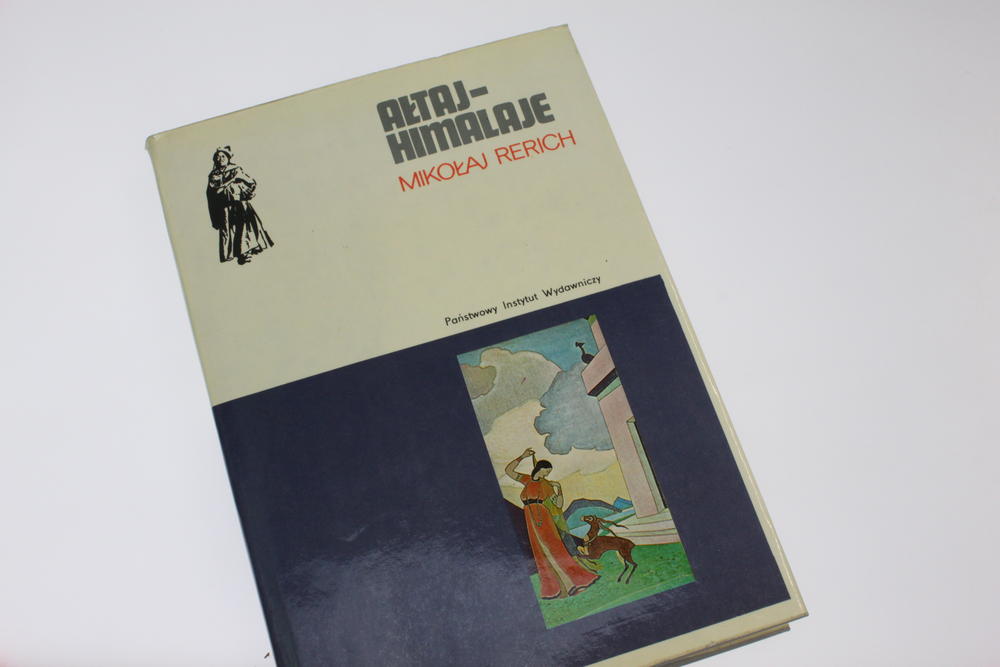 AŁTAJ-
HIMALAJE
MIKOŁAJ RERICH
Państwowy Instytut Wydawniczy